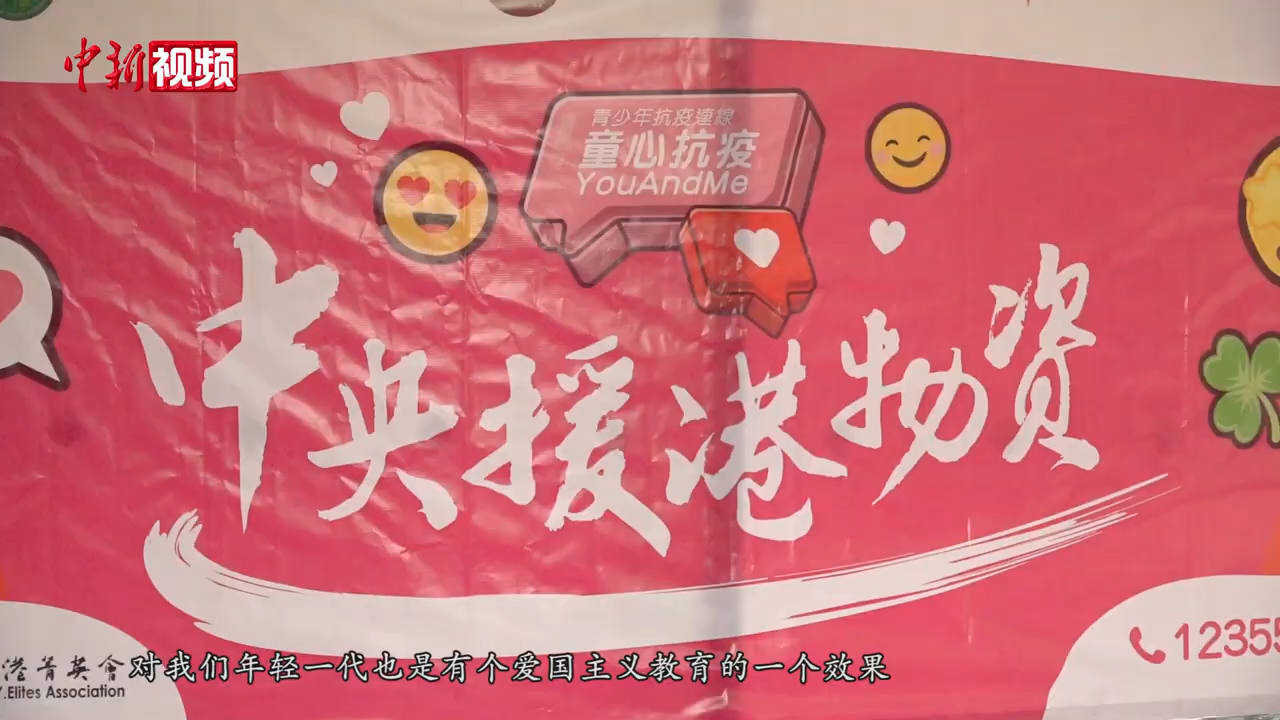 中新视频
青少年抗疫連線
童心抗疫
YouAndMe
中央援港物資
12355
港菁英會
Y.Elites Association
对我们年轻一代也是有个爱国主义教育的一个效果